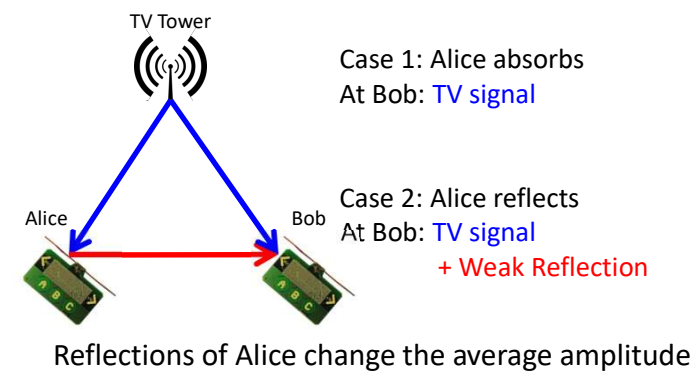 TV Tower
Case 1: Alice absorbs
At Bob: TV signal
Case 2: Alice reflects
At Bob: TV signal
+ Weak Reflection
Alice
Bob
A B C
A B C
Reflections of Alice change the average amplitude